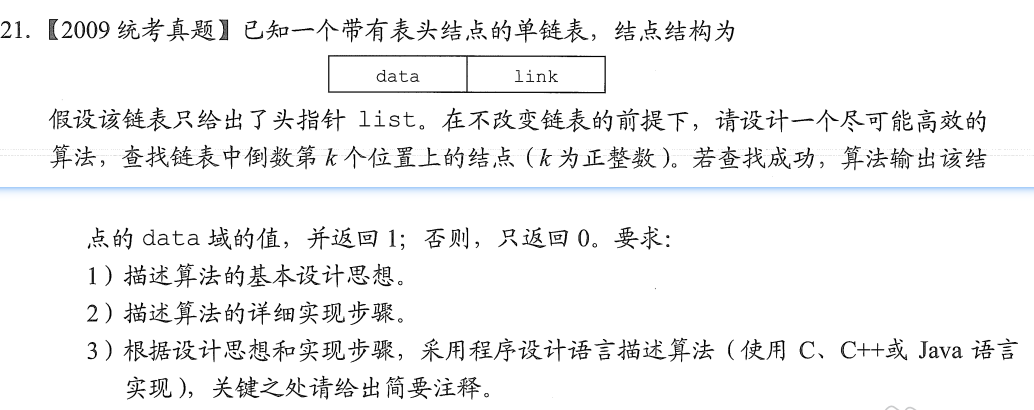 21.【2009 统考真题】已知一个带有表头结点的单链表，结点结构为
data link
假设该链表只给出了头指针 list。在不改变链表的前提下，请设计一个尽可能高效的
算法，查找链表中倒数第 k 个位置上的结点（k 为正整数）。若查找成功，算法输出该结
点的 data 域的值，并返回 1；否则，只返回 0。要求：
1）描述算法的基本设计思想。
2）描述算法的详细实现步骤。
3）根据设计思想和实现步骤，采用程序设计语言描述算法（使用 C、C++或 Java 语言
实现），关键之处请给出简要注释。